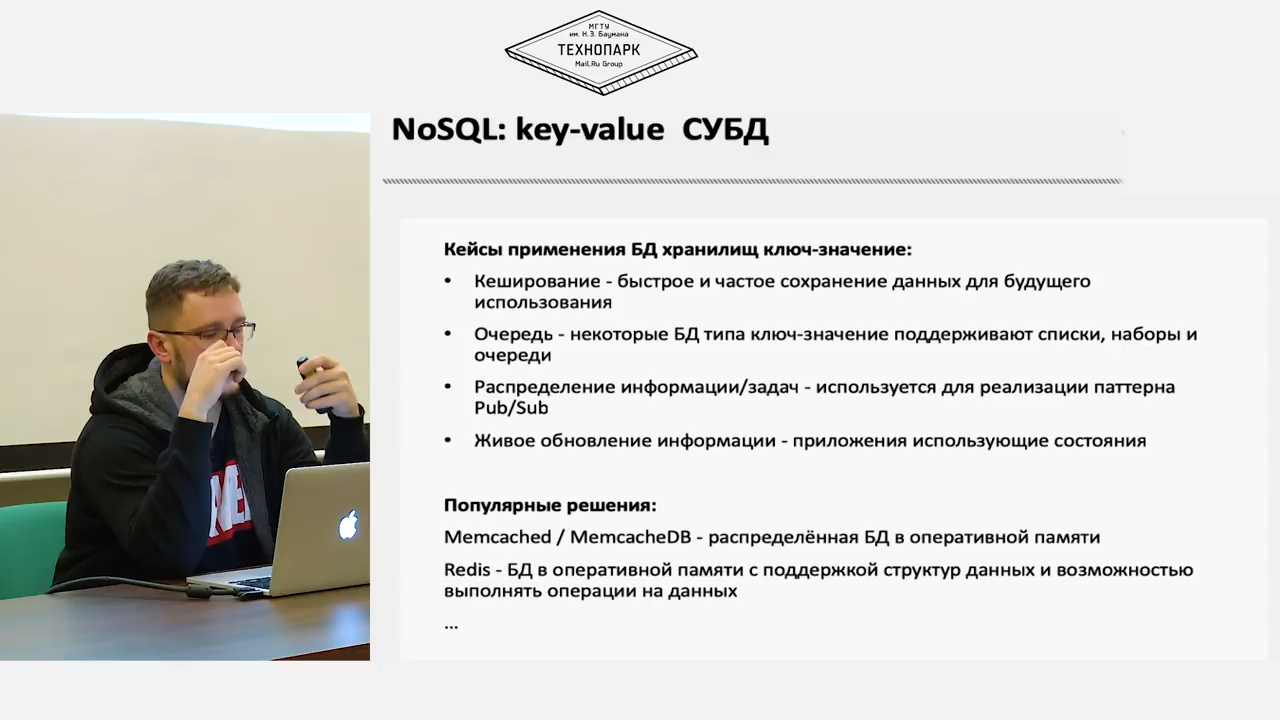 МГТУ
им. Н.Э. Баумана
ТЕХНОПАРК
Mail.Ru Group
NoSQL: key-value СУБД
Кейсы применения БД хранилищ ключ-значение:
• Кеширование - быстрое и частое сохранение данных для будущего
использования
• Очередь - некоторые БД типа ключ-значение поддерживают списки, наборы и
очереди
• Распределение информации/задач - используется для реализации паттерна
Pub/Sub
• Живое обновление информации - приложения использующие состояния
Популярные решения:
Memcached / MemcacheDB - распределённая БД в оперативной памяти
Redis - БД в оперативной памяти с поддержкой структур данных и возможностью
выполнять операции на данных
...